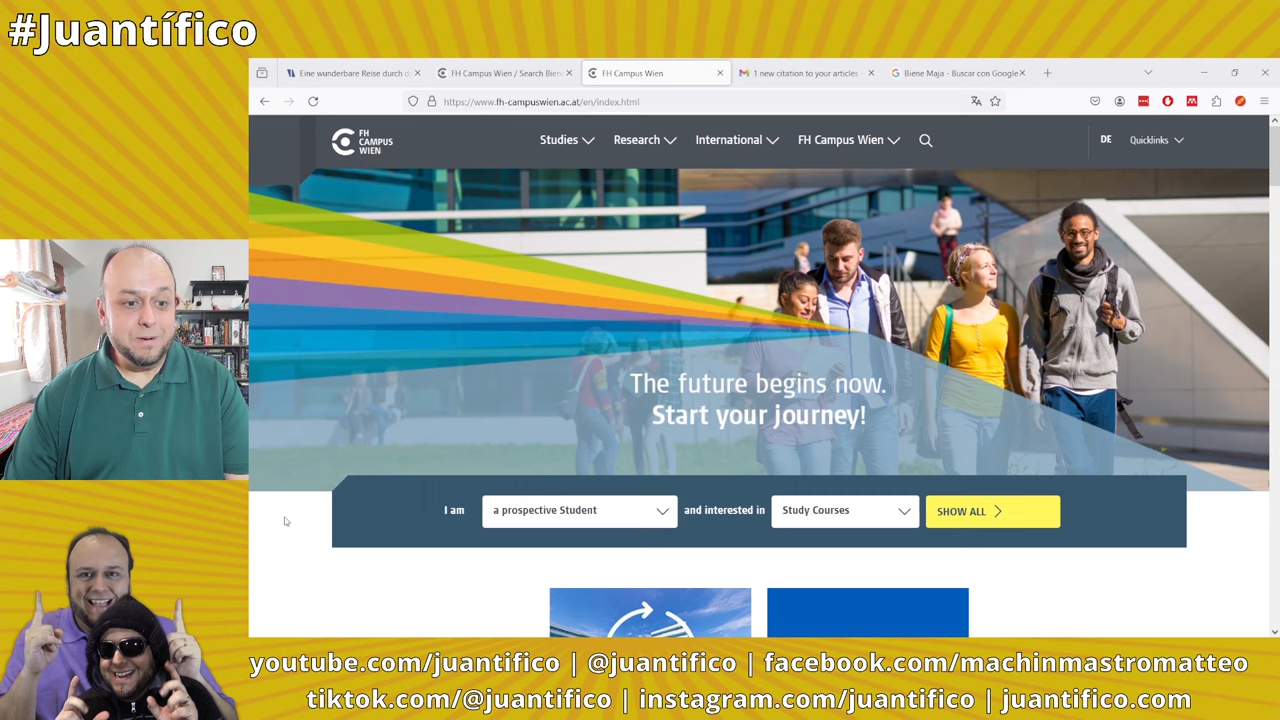 #Juantífico
Eine wunderbare Reise durch d
FH Campus Wien / Search Biene
FH Campus Wien
1 new citation to your articles -
Biene Maja - Buscar con Google
https://www.fh-campuswien.ac.at/en/index.html
FH
CAMPUS
WIEN
Studies
Research
International
FH Campus Wien
DE
Quicklinks
The future begins now.
Start your journey!
I am
a prospective Student
and interested in
Study Courses
SHOW ALL
youtube.com/juantifico | @juantifico | facebook.com/machinmastromatteo
tiktok.com/@juantifico | instagram.com/juantifico | juantifico.com